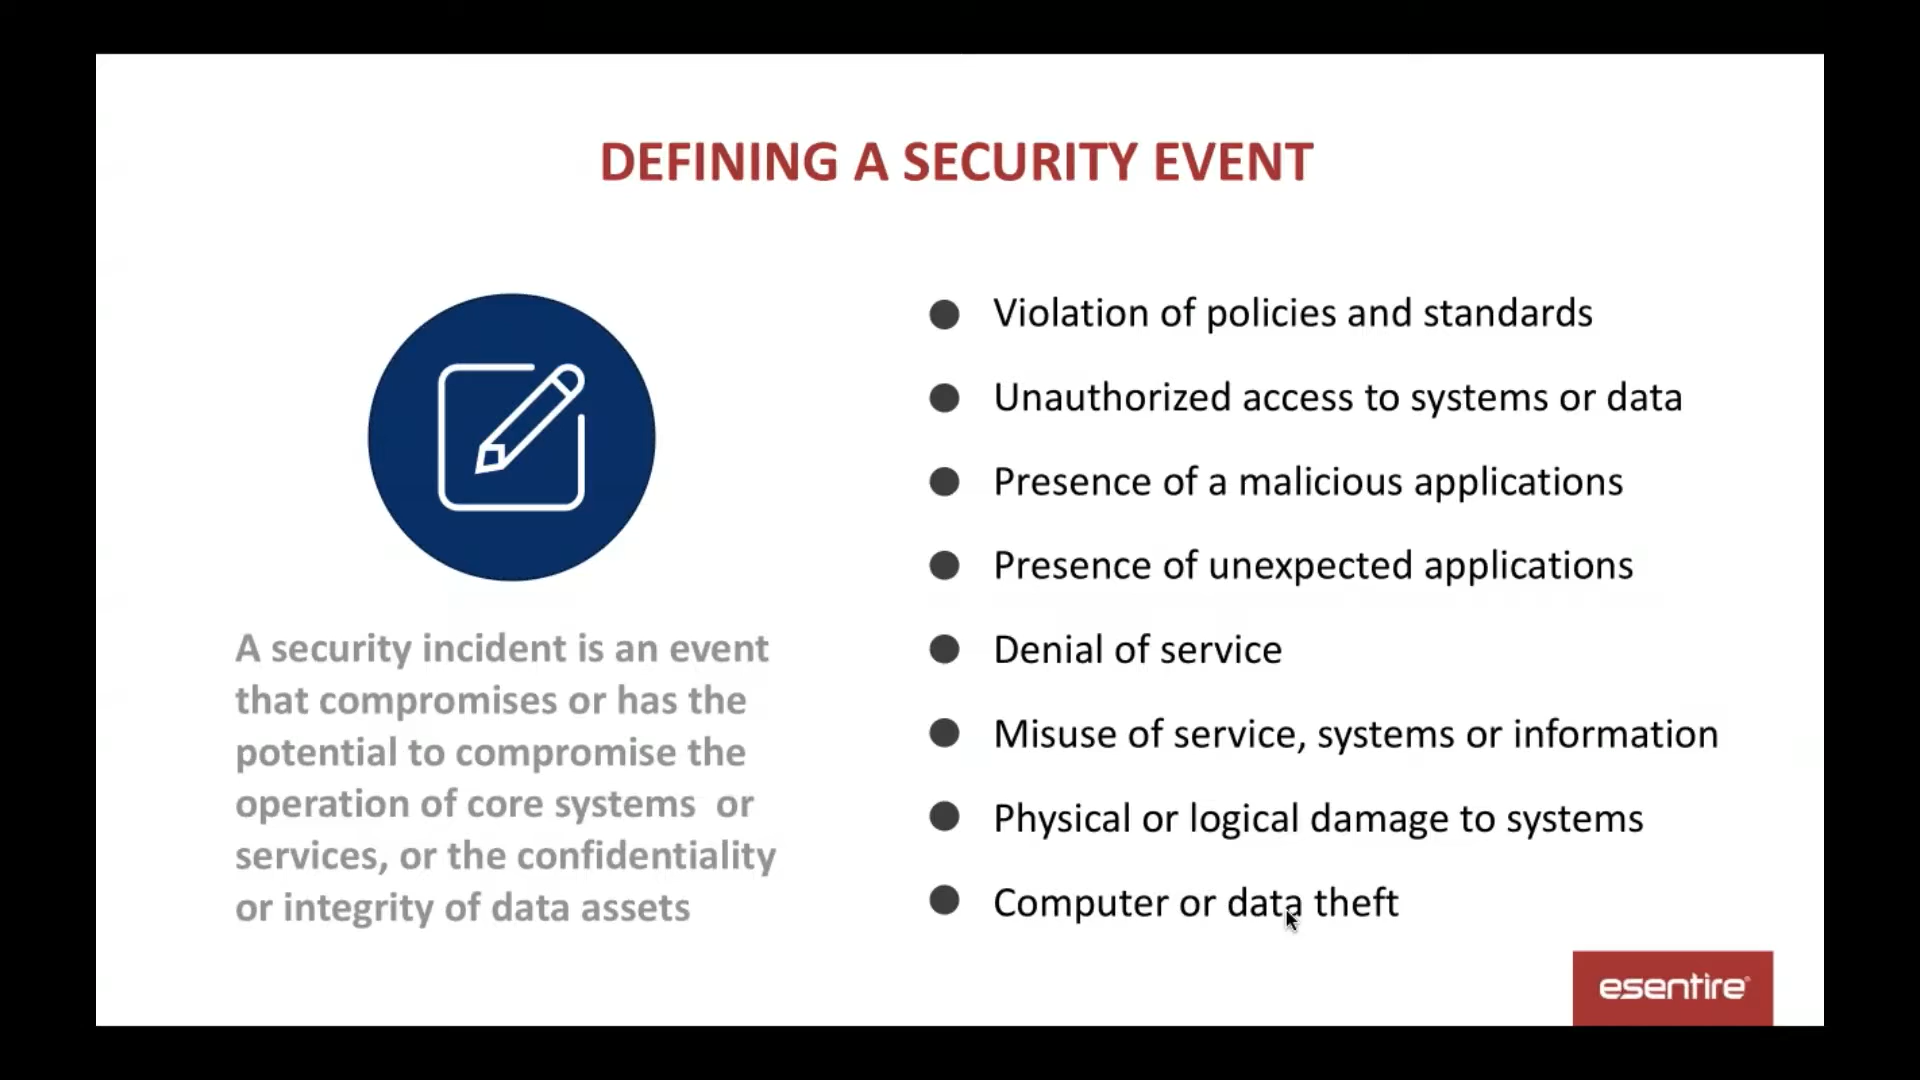 DEFINING A SECURITY EVENT
A security incident is an event
that compromises or has the
potential to compromise the
operation of core systems  or
services, or the confidentiality
or integrity of data assets
Violation of policies and standards
Unauthorized access to systems or data
Presence of a malicious applications
Presence of unexpected applications
Denial of service
Misuse of service, systems or information
Physical or logical damage to systems
Computer or data theft
esentire®